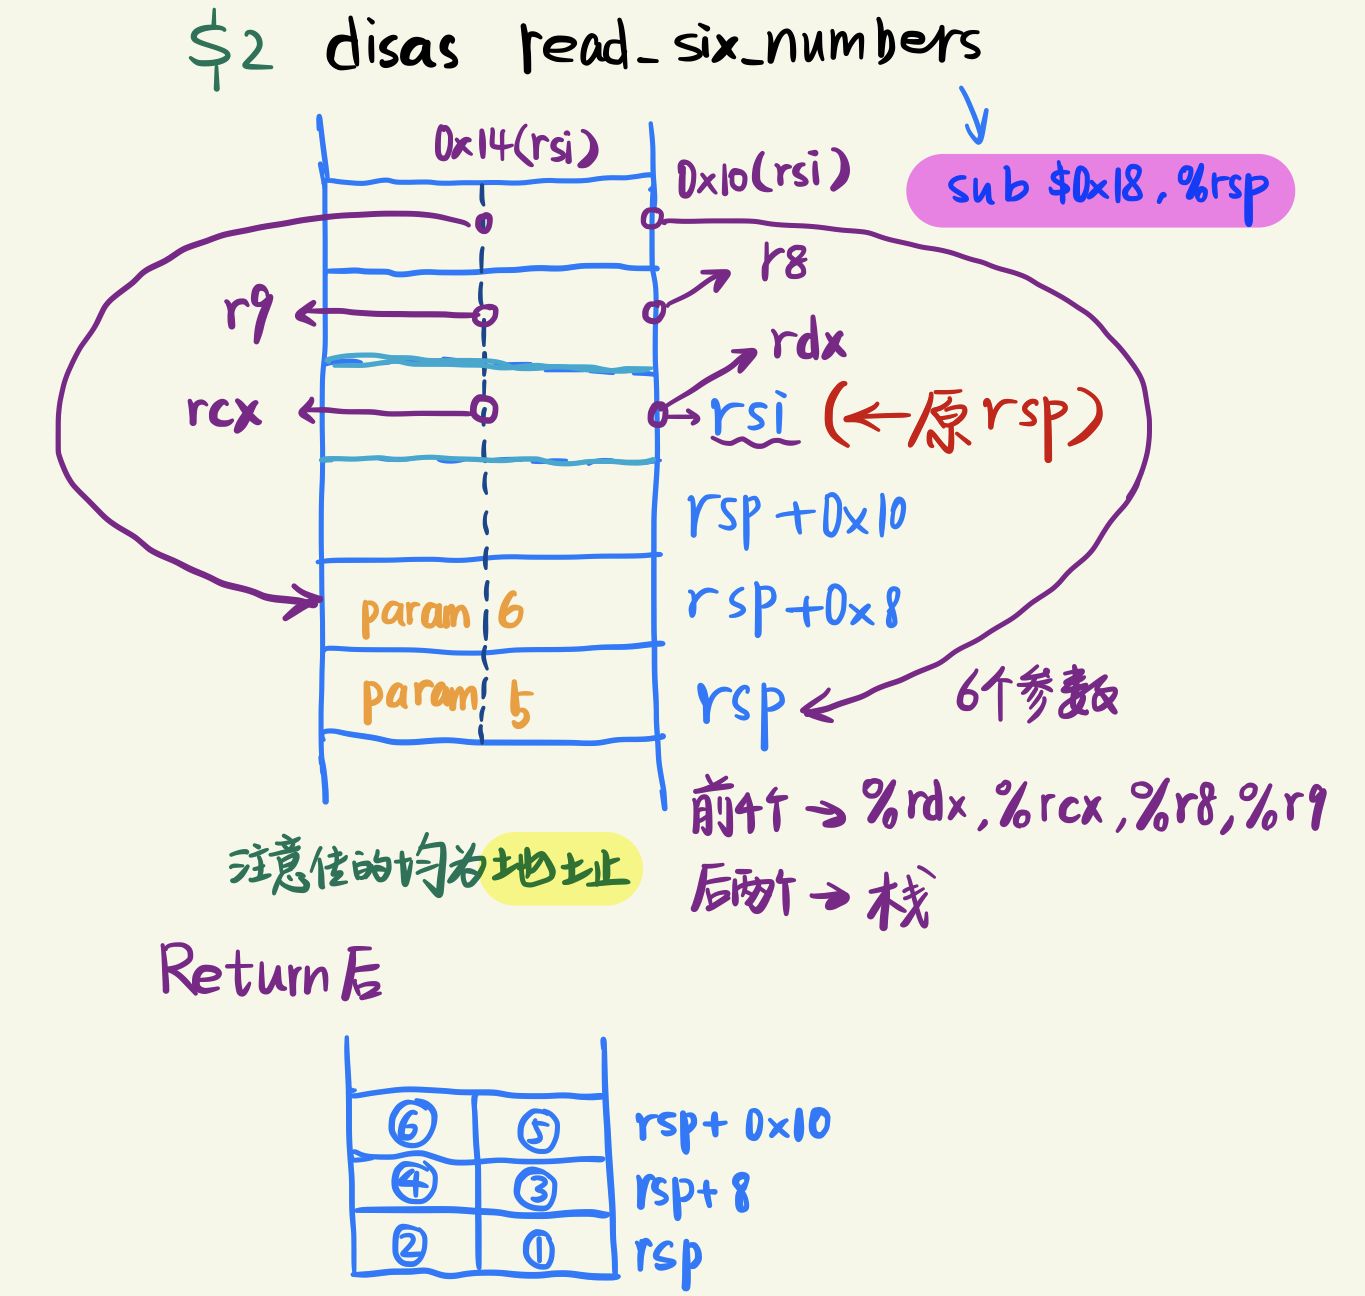 $2 disas read_six_numbers
0x14(rsi)
0x10(rsi)
sub $0x18, %rsp
r8
r9
rdx
rcx
rsi (←原rsp)
rsp+0x10
param 6
rsp+0x8
param 5
rsp
6个参数
前4个→%rdx,%rcx,%r8,%r9
后两个→栈
注意传的均为地址
Return后
⑥ ⑤ rsp+0x10
④ ③ rsp+8
② ① rsp